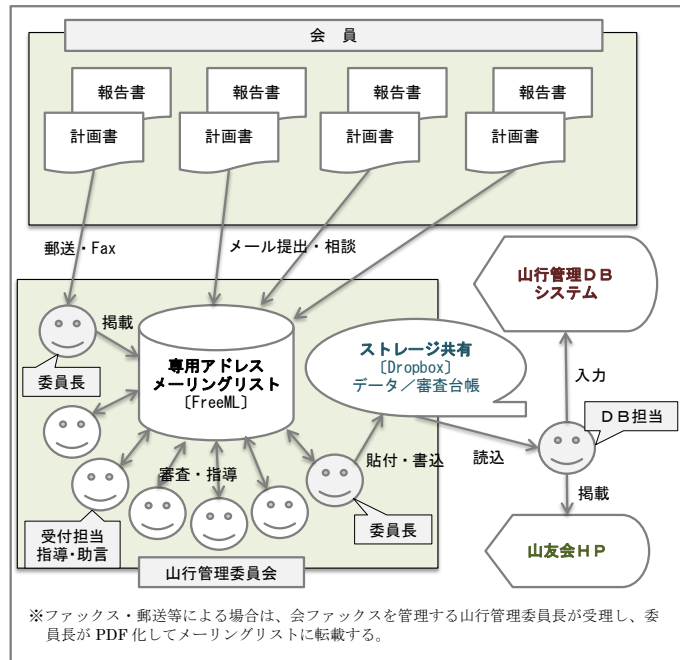 会　員
報告書
報告書
報告書
報告書
計画書
計画書
計画書
計画書
郵送・Fax
メール提出・相談
山行管理ＤＢ
システム
掲載
専用アドレス
メーリングリスト
〔FreeML〕
ストレージ共有
〔Dropbox〕
データ／審査台帳
委員長
入力
ＤＢ担当
貼付・書込
読込
審査・指導
掲載
受付担当
指導・助言
委員長
山友会ＨＰ
山行管理委員会
※ファックス・郵送等による場合は、会ファックスを管理する山行管理委員長が受理し、委
員長が PDF 化してメーリングリストに転載する。